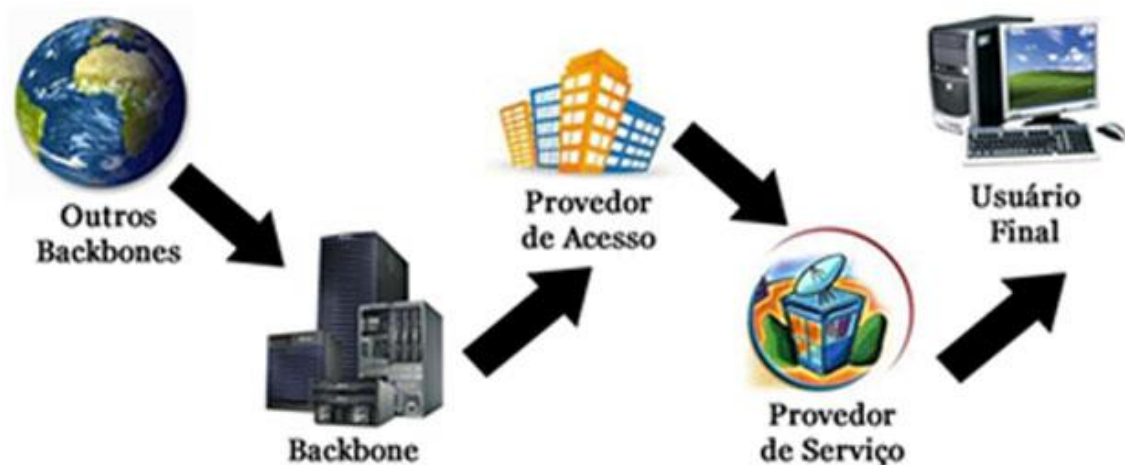 Outros
Backbones
Backbone
Provedor
de Acesso
Provedor
de Serviço
Usuário
Final